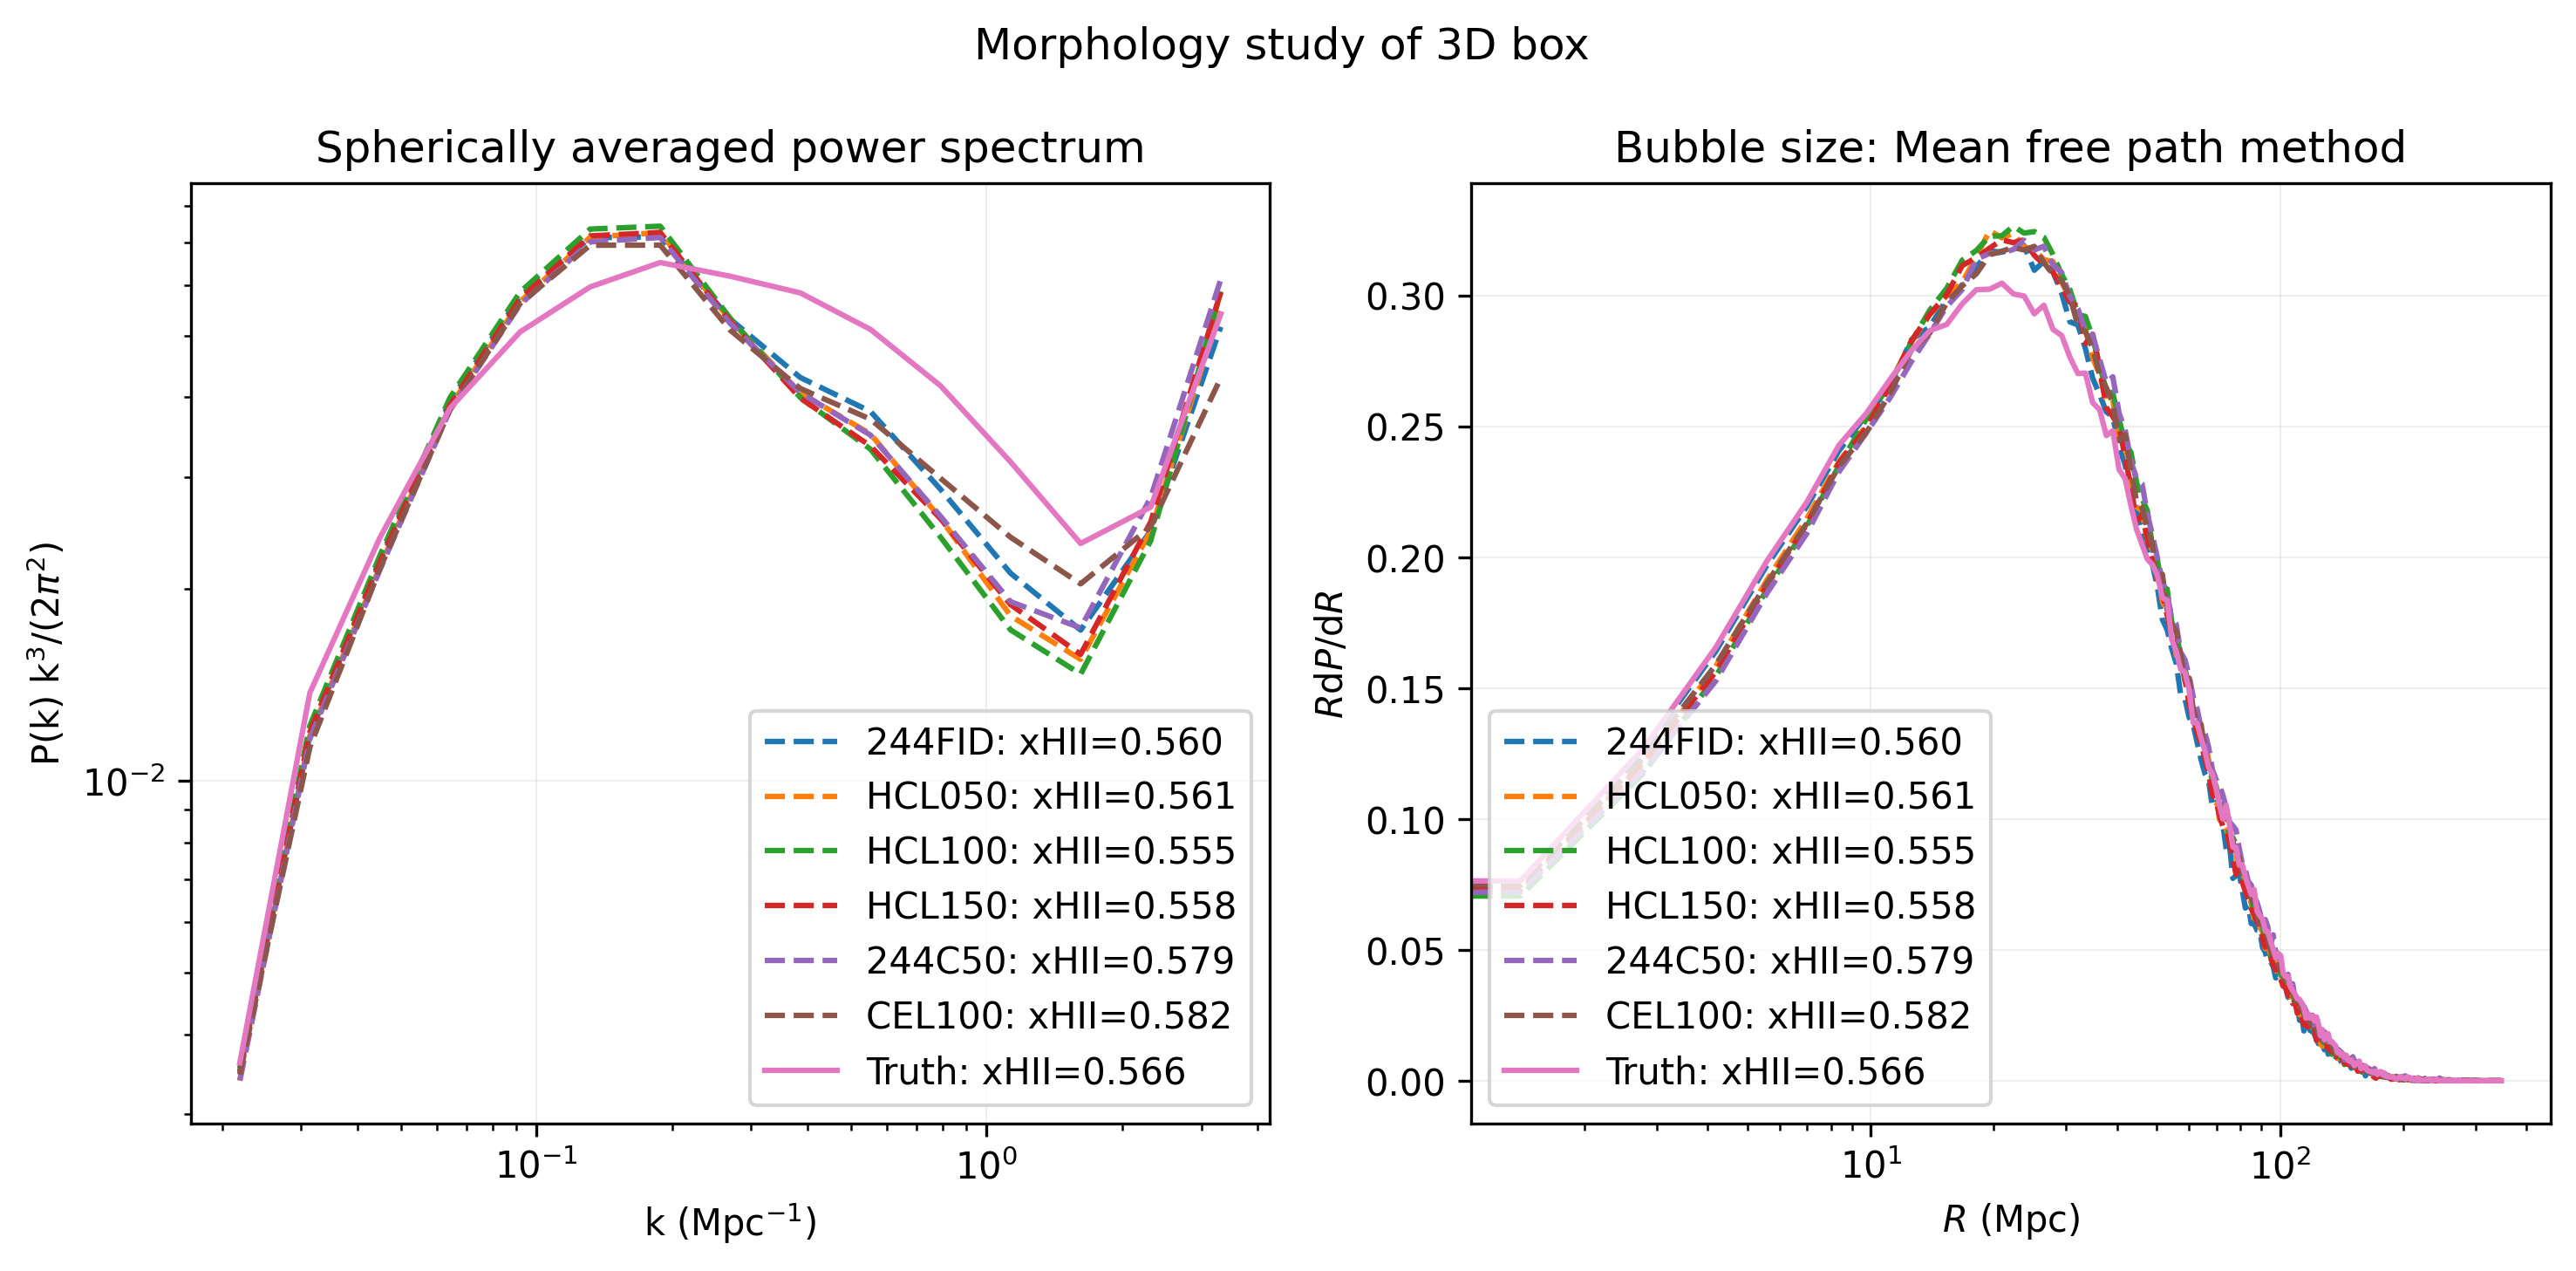 Morphology study of 3D box
Spherically averaged power spectrum
P(k) k³/(2π²)
10⁻²
10⁻¹
10⁰
k (Mpc⁻¹)
244FID: xHII=0.560
HCL050: xHII=0.561
HCL100: xHII=0.555
HCL150: xHII=0.558
244C50: xHII=0.579
CEL100: xHII=0.582
Truth: xHII=0.566
Bubble size: Mean free path method
RdP/dR
0.30
0.25
0.20
0.15
0.10
0.05
0.00
10¹
10²
R (Mpc)
244FID: xHII=0.560
HCL050: xHII=0.561
HCL100: xHII=0.555
HCL150: xHII=0.558
244C50: xHII=0.579
CEL100: xHII=0.582
Truth: xHII=0.566